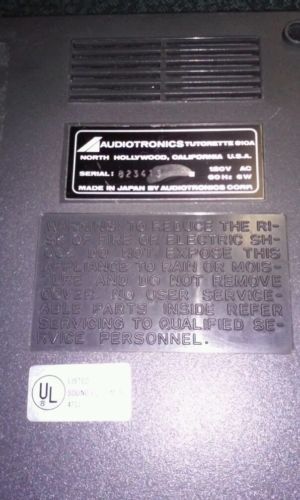 AUDIOTRONICS TUTORETTE 810A
NORTH HOLLYWOOD, CALIFORNIA U.S.A.
SERIAL: 823413 120V AC
60Hz 6W
MADE IN JAPAN BY AUDIOTRONICS CORP.
WARNING TO REDUCE THE RI-
SK OF FIRE OR ELECTRIC SH-
OCK DO NOT EXPOSE THIS
APPLIANCE TO RAIN OR MOIS-
TURE AND DO NOT REMOVE
COVER NO USER SERVICE-
ABLE PARTS INSIDE REFER
SERVICING TO QUALIFIED SE-
RVICE PERSONNEL.
UL
LISTED
SOUND